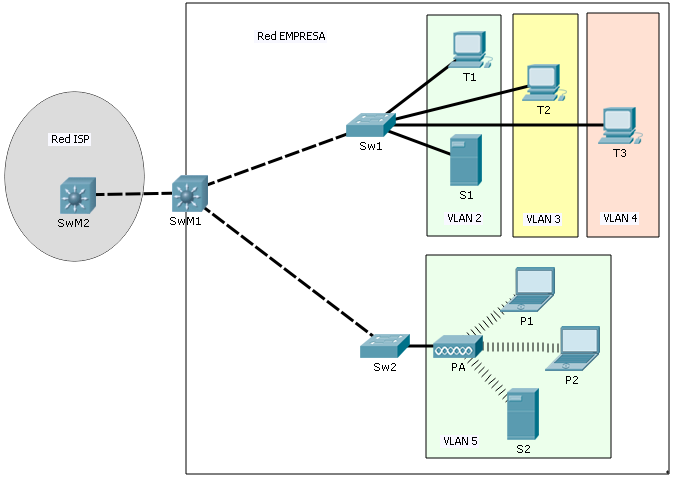 Red EMPRESA
T1
T2
T3
Sw1
S1
VLAN 2
VLAN 3
VLAN 4
Red ISP
SwM2
SwM1
P1
Sw2
PA
P2
S2
VLAN 5